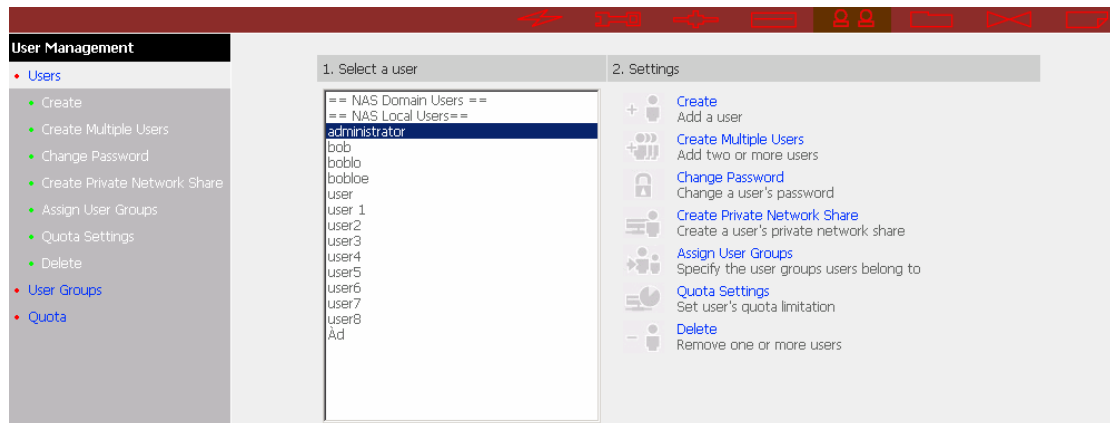 User Management
Users
Create
Create Multiple Users
Change Password
Create Private Network Share
Assign User Groups
Quota Settings
Delete
User Groups
Quota
1. Select a user
== NAS Domain Users ==
== NAS Local Users==
administrator
bob
boblo
bobloe
user
user 1
user2
user3
user4
user5
user6
user7
user8
Àd
2. Settings
Create
Add a user
Create Multiple Users
Add two or more users
Change Password
Change a user's password
Create Private Network Share
Create a user's private network share
Assign User Groups
Specify the user groups users belong to
Quota Settings
Set user's quota limitation
Delete
Remove one or more users